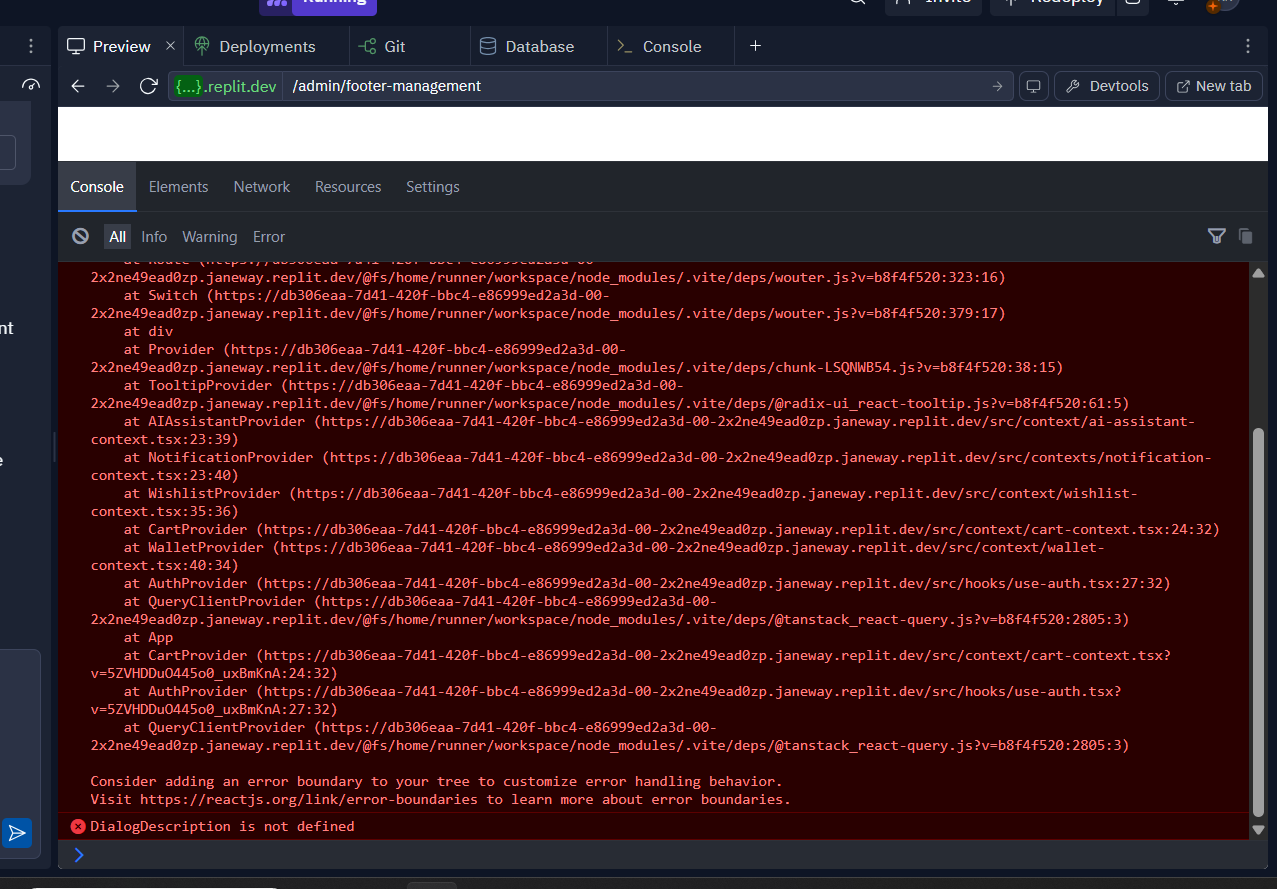 Running
Invite
Redeploy
Preview
Deployments
Git
Database
Console
{...}.replit.dev
/admin/footer-management
Devtools
New tab
Console
Elements
Network
Resources
Settings
All
Info
Warning
Error
at Route (https://db306eaa-7d41-420f-bbc4-e86999ed2a3d-00-
2x2ne49ead0zp.janeway.replit.dev/@fs/home/runner/workspace/node_modules/.vite/deps/wouter.js?v=b8f4f520:323:16)
at Switch (https://db306eaa-7d41-420f-bbc4-e86999ed2a3d-00-
2x2ne49ead0zp.janeway.replit.dev/@fs/home/runner/workspace/node_modules/.vite/deps/wouter.js?v=b8f4f520:379:17)
at div
at Provider (https://db306eaa-7d41-420f-bbc4-e86999ed2a3d-00-
2x2ne49ead0zp.janeway.replit.dev/@fs/home/runner/workspace/node_modules/.vite/deps/chunk-LSQNWB54.js?v=b8f4f520:38:15)
at TooltipProvider (https://db306eaa-7d41-420f-bbc4-e86999ed2a3d-00-
2x2ne49ead0zp.janeway.replit.dev/@fs/home/runner/workspace/node_modules/.vite/deps/@radix-ui_react-tooltip.js?v=b8f4f520:61:5)
at AIAssistantProvider (https://db306eaa-7d41-420f-bbc4-e86999ed2a3d-00-2x2ne49ead0zp.janeway.replit.dev/src/context/ai-assistant-
context.tsx:23:39)
at NotificationProvider (https://db306eaa-7d41-420f-bbc4-e86999ed2a3d-00-2x2ne49ead0zp.janeway.replit.dev/src/contexts/notification-
context.tsx:23:40)
at WishlistProvider (https://db306eaa-7d41-420f-bbc4-e86999ed2a3d-00-2x2ne49ead0zp.janeway.replit.dev/src/context/wishlist-
context.tsx:35:36)
at CartProvider (https://db306eaa-7d41-420f-bbc4-e86999ed2a3d-00-2x2ne49ead0zp.janeway.replit.dev/src/context/cart-context.tsx:24:32)
at WalletProvider (https://db306eaa-7d41-420f-bbc4-e86999ed2a3d-00-2x2ne49ead0zp.janeway.replit.dev/src/context/wallet-
context.tsx:40:34)
at AuthProvider (https://db306eaa-7d41-420f-bbc4-e86999ed2a3d-00-2x2ne49ead0zp.janeway.replit.dev/src/hooks/use-auth.tsx:27:32)
at QueryClientProvider (https://db306eaa-7d41-420f-bbc4-e86999ed2a3d-00-
2x2ne49ead0zp.janeway.replit.dev/@fs/home/runner/workspace/node_modules/.vite/deps/@tanstack_react-query.js?v=b8f4f520:2805:3)
at App
at CartProvider (https://db306eaa-7d41-420f-bbc4-e86999ed2a3d-00-2x2ne49ead0zp.janeway.replit.dev/src/context/cart-context.tsx?
v=5ZVHDDuO445o0_uxBmKnA:24:32)
at AuthProvider (https://db306eaa-7d41-420f-bbc4-e86999ed2a3d-00-2x2ne49ead0zp.janeway.replit.dev/src/hooks/use-auth.tsx?
v=5ZVHDDuO445o0_uxBmKnA:27:32)
at QueryClientProvider (https://db306eaa-7d41-420f-bbc4-e86999ed2a3d-00-
2x2ne49ead0zp.janeway.replit.dev/@fs/home/runner/workspace/node_modules/.vite/deps/@tanstack_react-query.js?v=b8f4f520:2805:3)
Consider adding an error boundary to your tree to customize error handling behavior.
Visit https://reactjs.org/link/error-boundaries to learn more about error boundaries.
DialogDescription is not defined